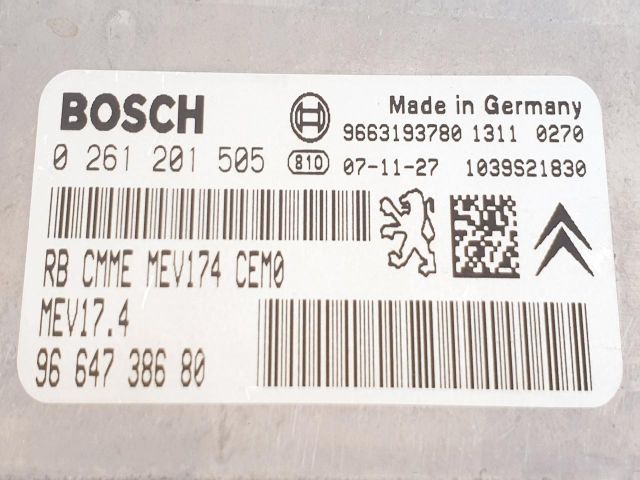 BOSCH
Made in Germany
9663193780 1311 0270
0 261 201 505 810 07-11-27 1039S21830
RB CMME MEV174 CEM0
MEV17.4
96 647 386 80